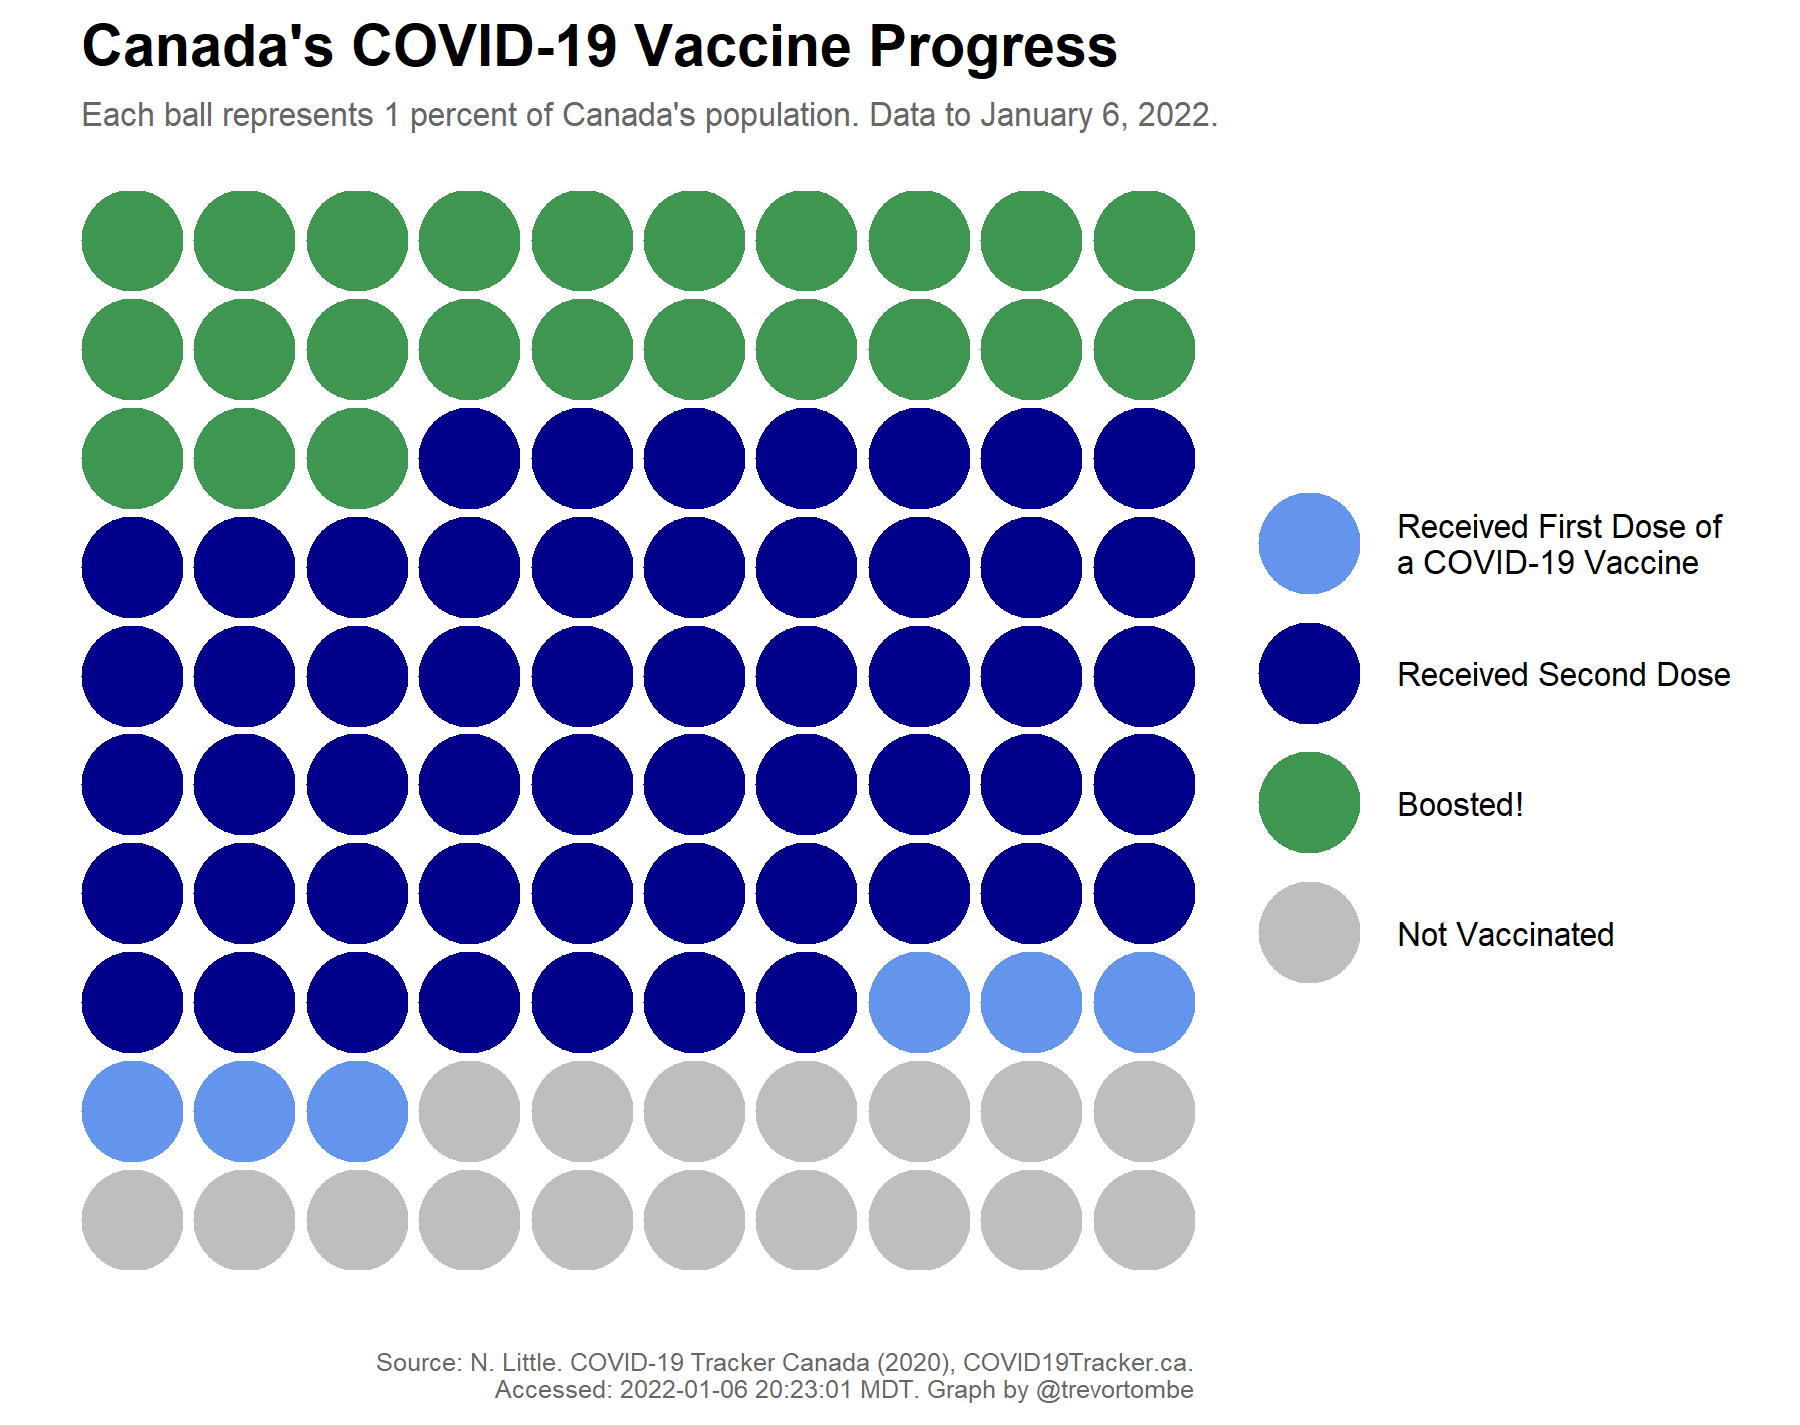 Canada's COVID-19 Vaccine Progress
Each ball represents 1 percent of Canada's population. Data to January 6, 2022.
Received First Dose of
a COVID-19 Vaccine
Received Second Dose
Boosted!
Not Vaccinated
Source: N. Little. COVID-19 Tracker Canada (2020), COVID19Tracker.ca.
Accessed: 2022-01-06 20:23:01 MDT. Graph by @trevortombe